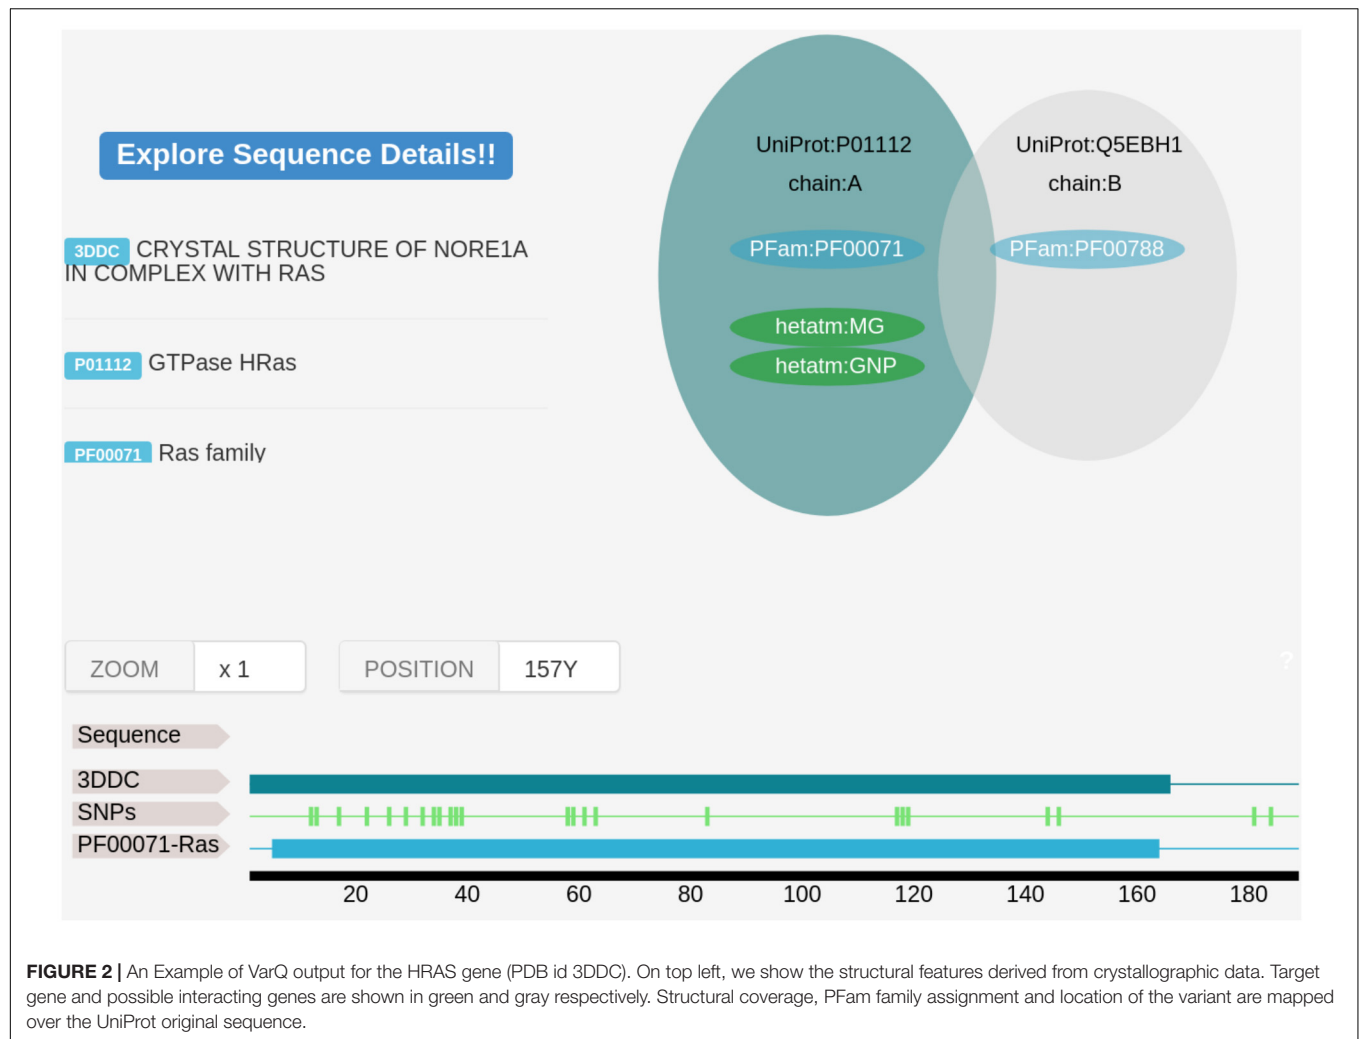 Explore Sequence Details!!
3DDC CRYSTAL STRUCTURE OF NORE1A
IN COMPLEX WITH RAS
P01112 GTPase HRas
PF00071 Ras family
UniProt:P01112
chain:A
PFam:PF00071
hetatm:MG
hetatm:GNP
UniProt:Q5EBH1
chain:B
PFam:PF00788
ZOOM x 1 POSITION 157Y ?
Sequence
3DDC
SNPs
PF00071-Ras
20 40 60 80 100 120 140 160 180
FIGURE 2 | An Example of VarQ output for the HRAS gene (PDB id 3DDC). On top left, we show the structural features derived from crystallographic data. Target
gene and possible interacting genes are shown in green and gray respectively. Structural coverage, PFam family assignment and location of the variant are mapped
over the UniProt original sequence.